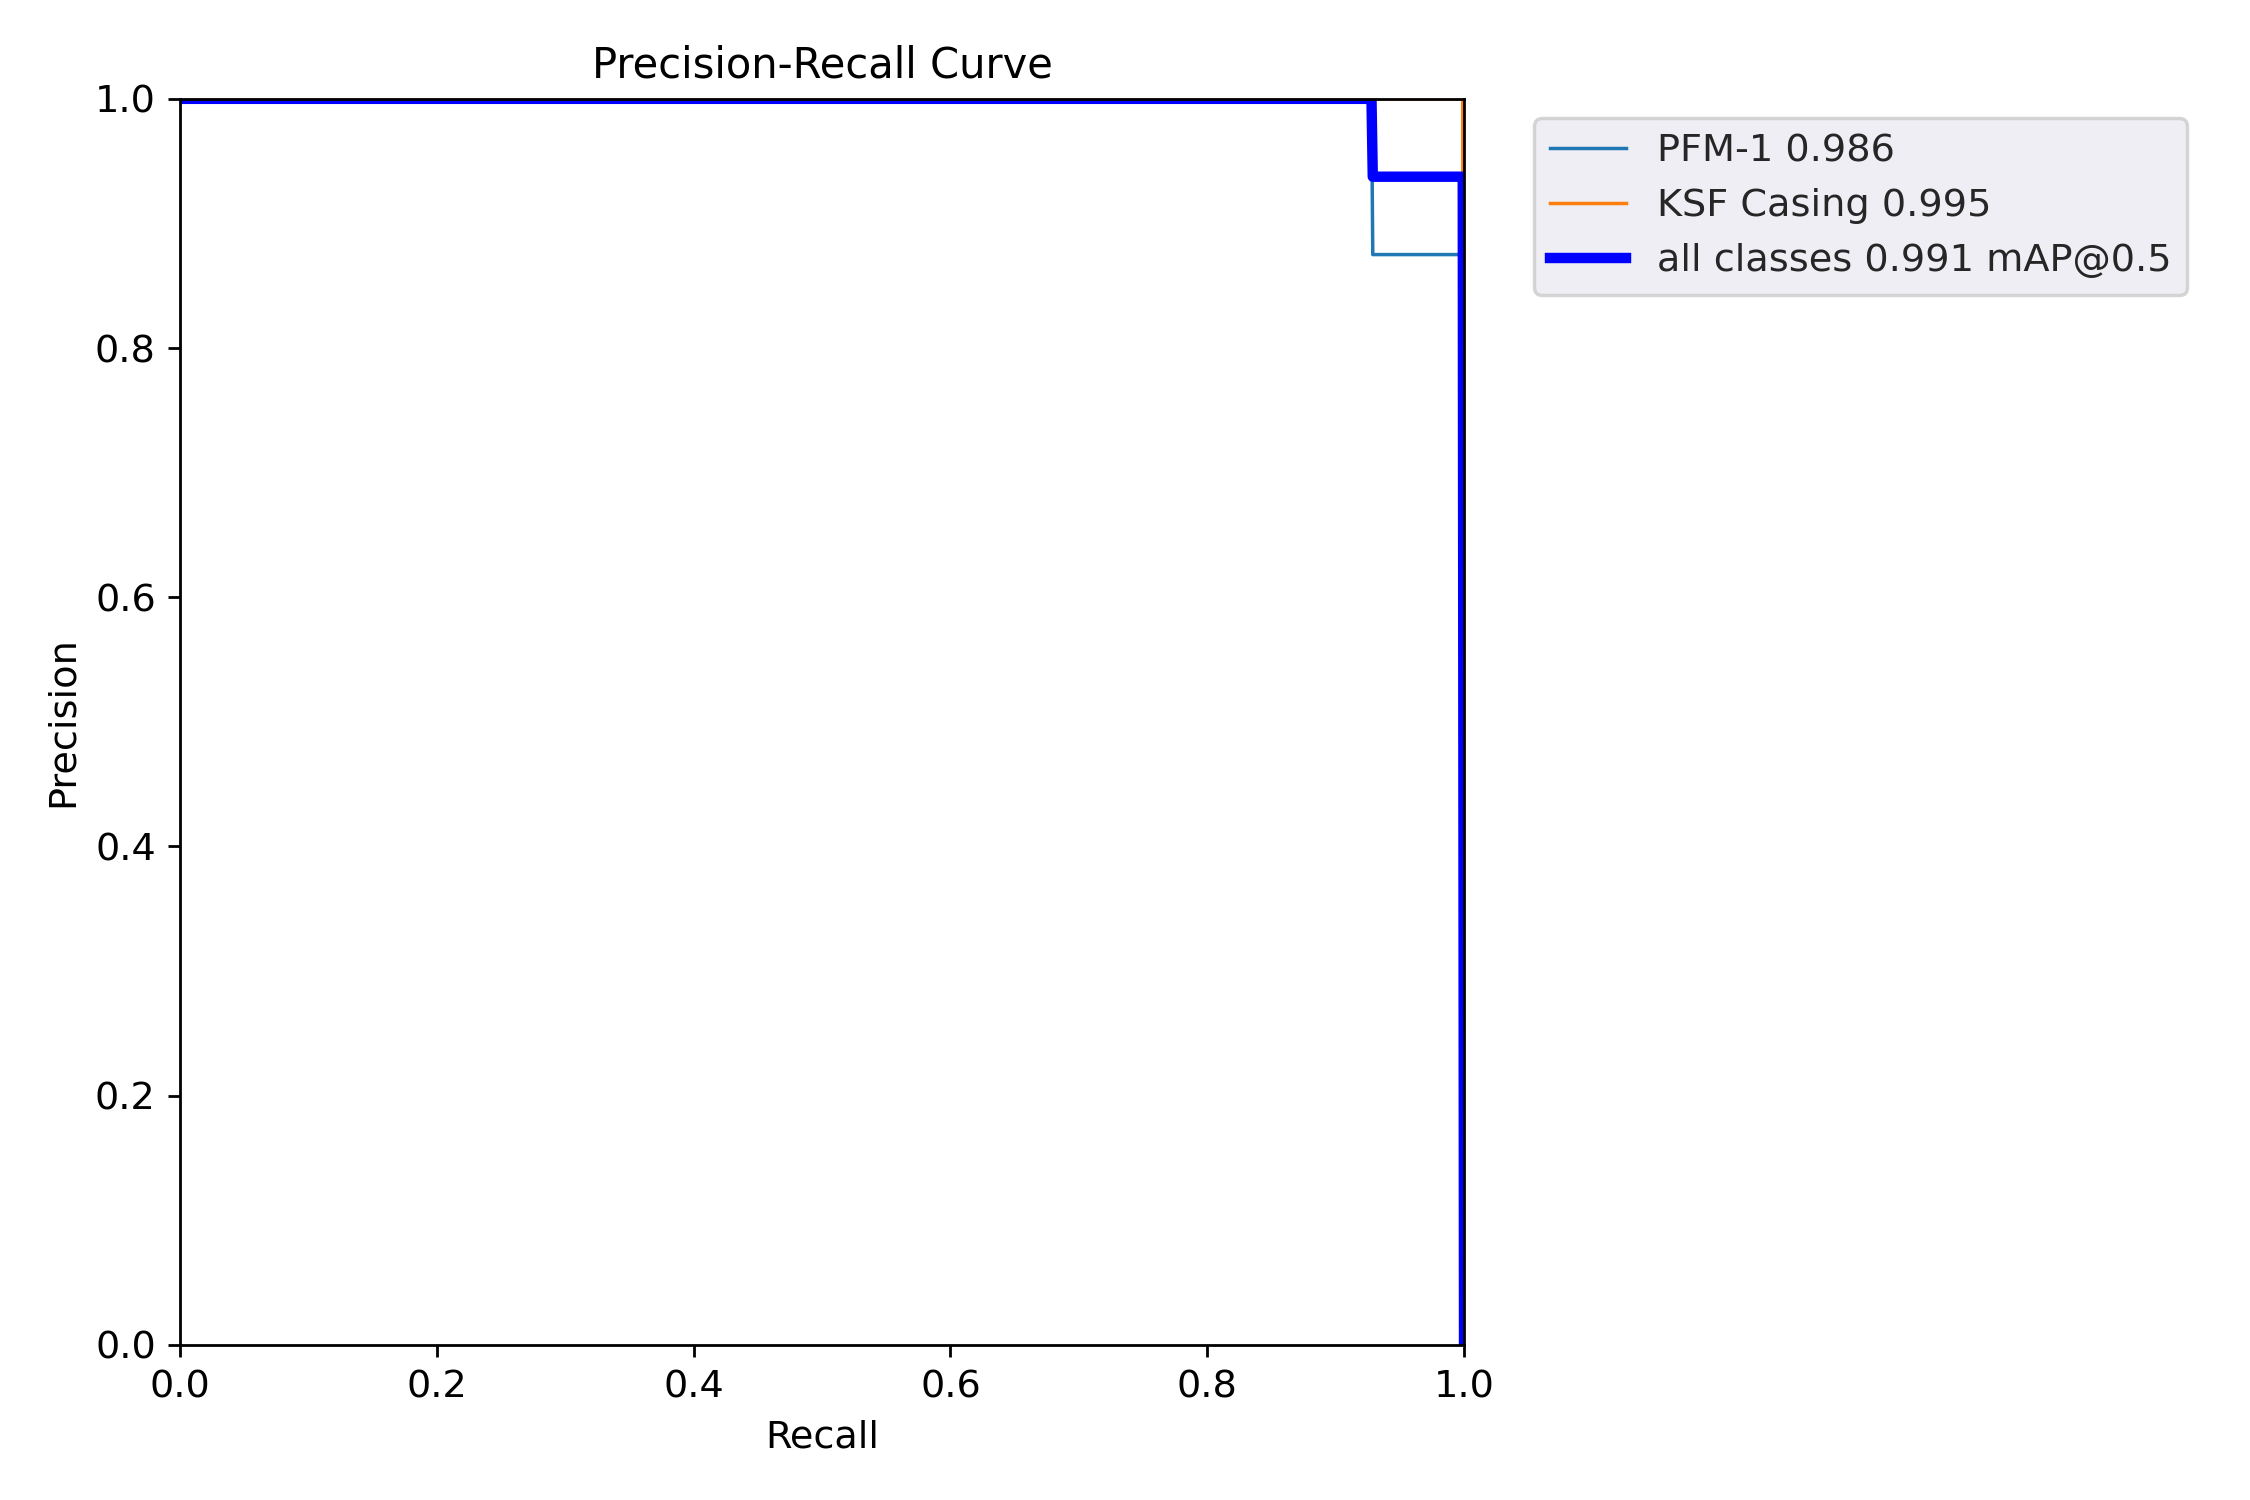 Precision-Recall Curve
1.0
0.8
0.6
0.4
0.2
0.0
Precision
0.0 0.2 0.4 0.6 0.8 1.0
Recall
PFM-1 0.986
KSF Casing 0.995
all classes 0.991 mAP@0.5